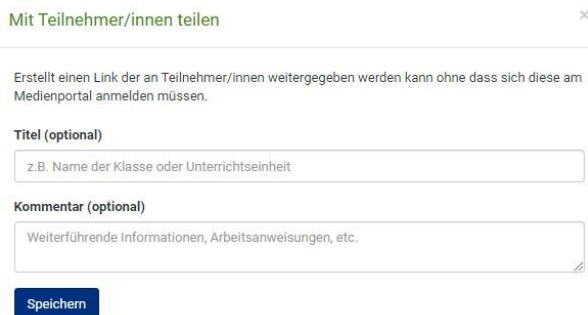 Mit Teilnehmer/innen teilen
×
Erstellt einen Link der an Teilnehmer/innen weitergegeben werden kann ohne dass sich diese am
Medienportal anmelden müssen.
Titel (optional)
z.B. Name der Klasse oder Unterrichtseinheit
Kommentar (optional)
Weiterführende Informationen, Arbeitsanweisungen, etc.
Speichern